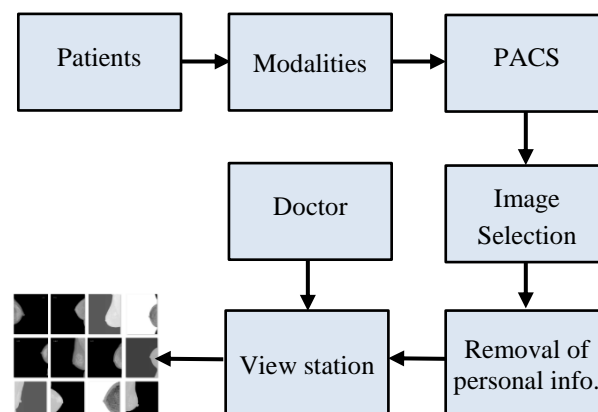 Patients
Modalities
PACS
Image
Selection
Doctor
Removal of
personal info.
View station